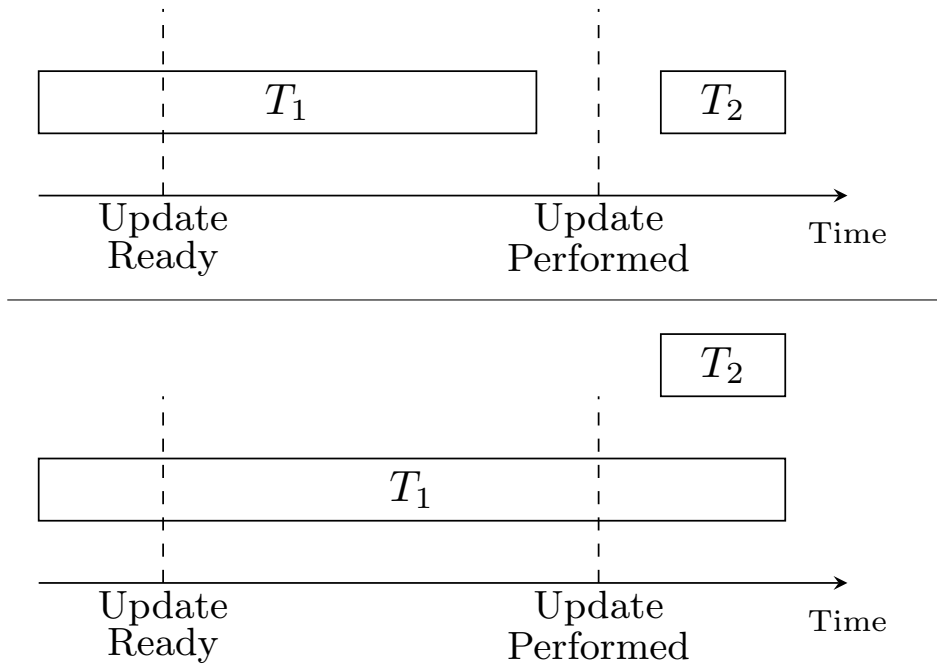 T₁
T₂
Update
Ready
Update
Performed
Time
T₂
T₁
Update
Ready
Update
Performed
Time